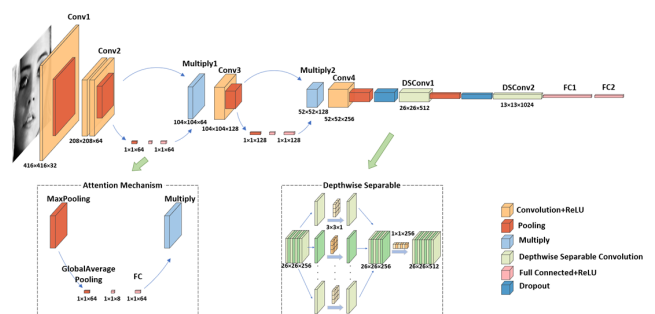 Conv1
Conv2
Multiply1
Conv3
Multiply2
Conv4
DSConv1
DSConv2
FC1
FC2
416×416×32
208×208×64
1×1×64
1×1×64
104×104×64
104×104×128
1×1×128
1×1×128
52×52×128
52×52×256
26×26×512
13×13×1024
Attention Mechanism
MaxPooling
Multiply
GlobalAverage
Pooling
FC
1×1×64
1×1×8
1×1×64
Depthwise Separable
3×3×1
1×1×256
26×26×256
26×26×256
26×26×512
Convolution+ReLU
Pooling
Multiply
Depthwise Separable Convolution
Full Connected+ReLU
Dropout